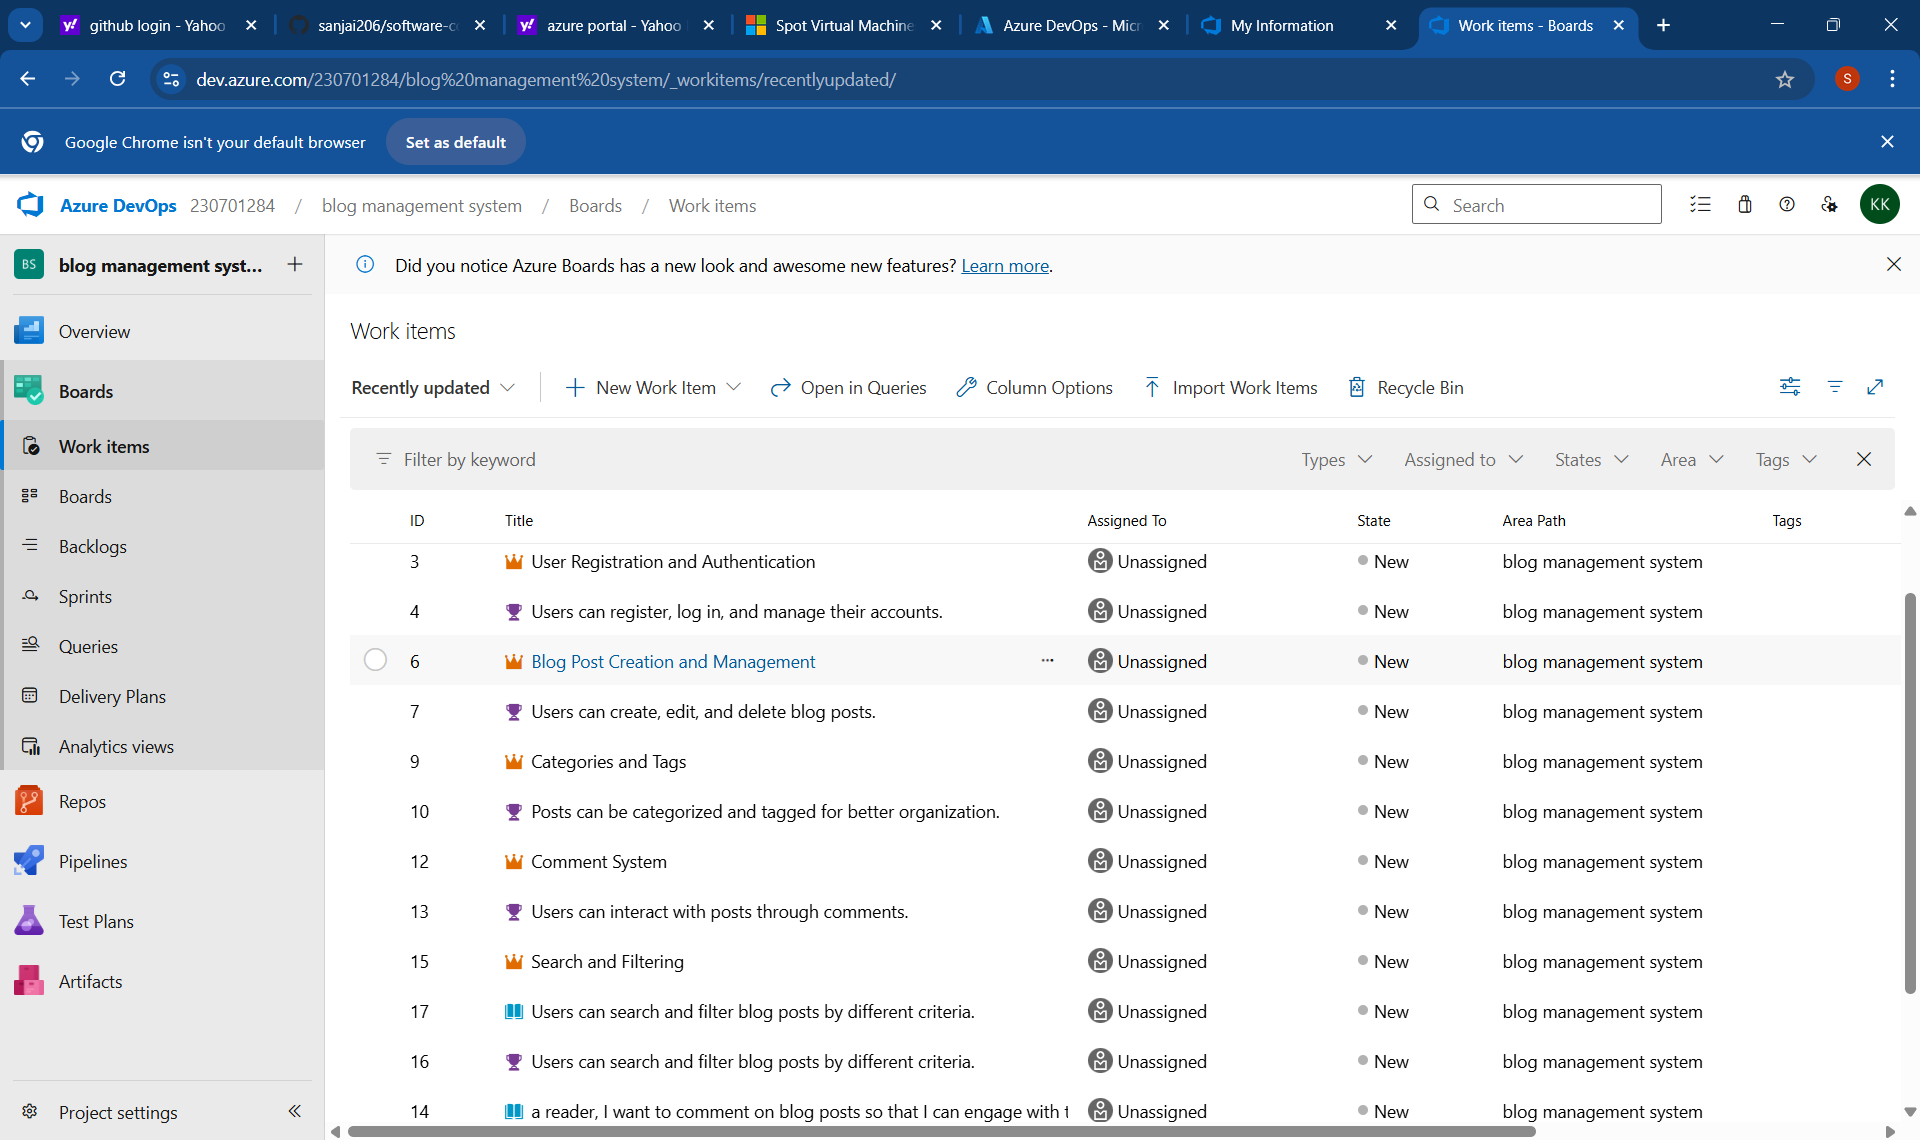 github login - Yahoo
sanjai206/software-c
azure portal - Yahoo
Spot Virtual Machine
Azure DevOps - Micr
My Information
Work items - Boards
dev.azure.com/230701284/blog%20management%20system/_workitems/recentlyupdated/
S
Google Chrome isn't your default browser
Set as default
Azure DevOps 230701284 / blog management system / Boards / Work items
Search
KK
BS blog management syst...
Did you notice Azure Boards has a new look and awesome new features? Learn more.
Overview
Boards
Work items
Boards
Backlogs
Sprints
Queries
Delivery Plans
Analytics views
Repos
Pipelines
Test Plans
Artifacts
Project settings
Work items
Recently updated New Work Item Open in Queries Column Options Import Work Items Recycle Bin
Filter by keyword Types Assigned to States Area Tags
ID Title Assigned To State Area Path Tags
3 User Registration and Authentication Unassigned New blog management system
4 Users can register, log in, and manage their accounts. Unassigned New blog management system
6 Blog Post Creation and Management ... Unassigned New blog management system
7 Users can create, edit, and delete blog posts. Unassigned New blog management system
9 Categories and Tags Unassigned New blog management system
10 Posts can be categorized and tagged for better organization. Unassigned New blog management system
12 Comment System Unassigned New blog management system
13 Users can interact with posts through comments. Unassigned New blog management system
15 Search and Filtering Unassigned New blog management system
17 Users can search and filter blog posts by different criteria. Unassigned New blog management system
16 Users can search and filter blog posts by different criteria. Unassigned New blog management system
14 a reader, I want to comment on blog posts so that I can engage with t Unassigned New blog management system